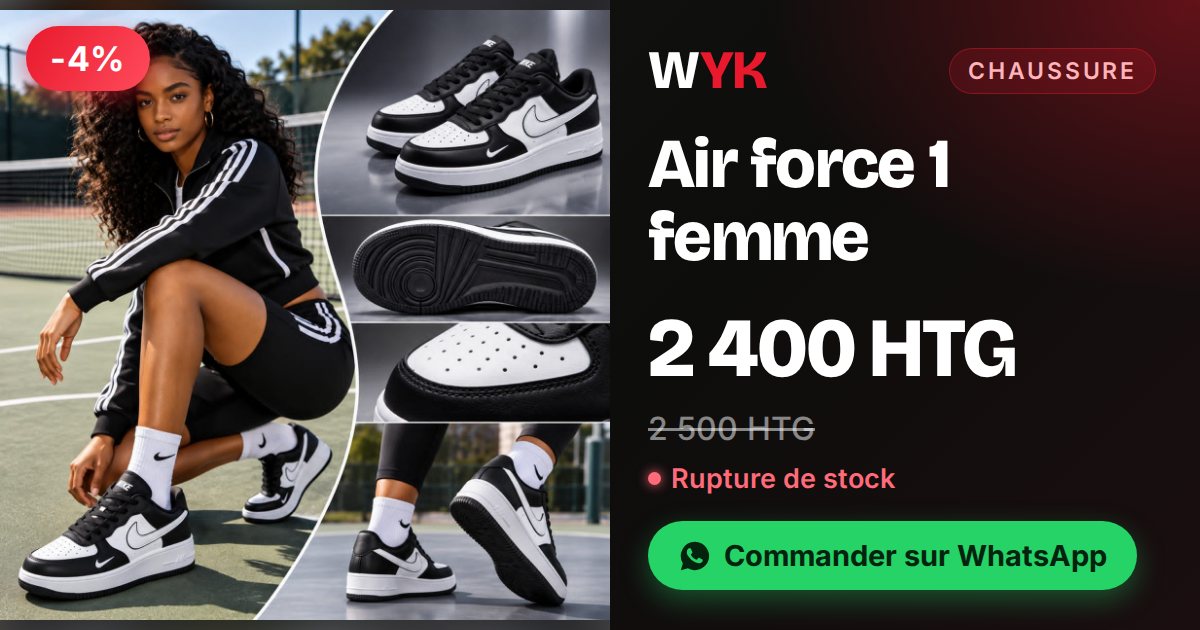 -4%
WYK
CHAUSSURE
Air force 1
femme
2 400 HTG
2 500 HTG
Rupture de stock
Commander sur WhatsApp